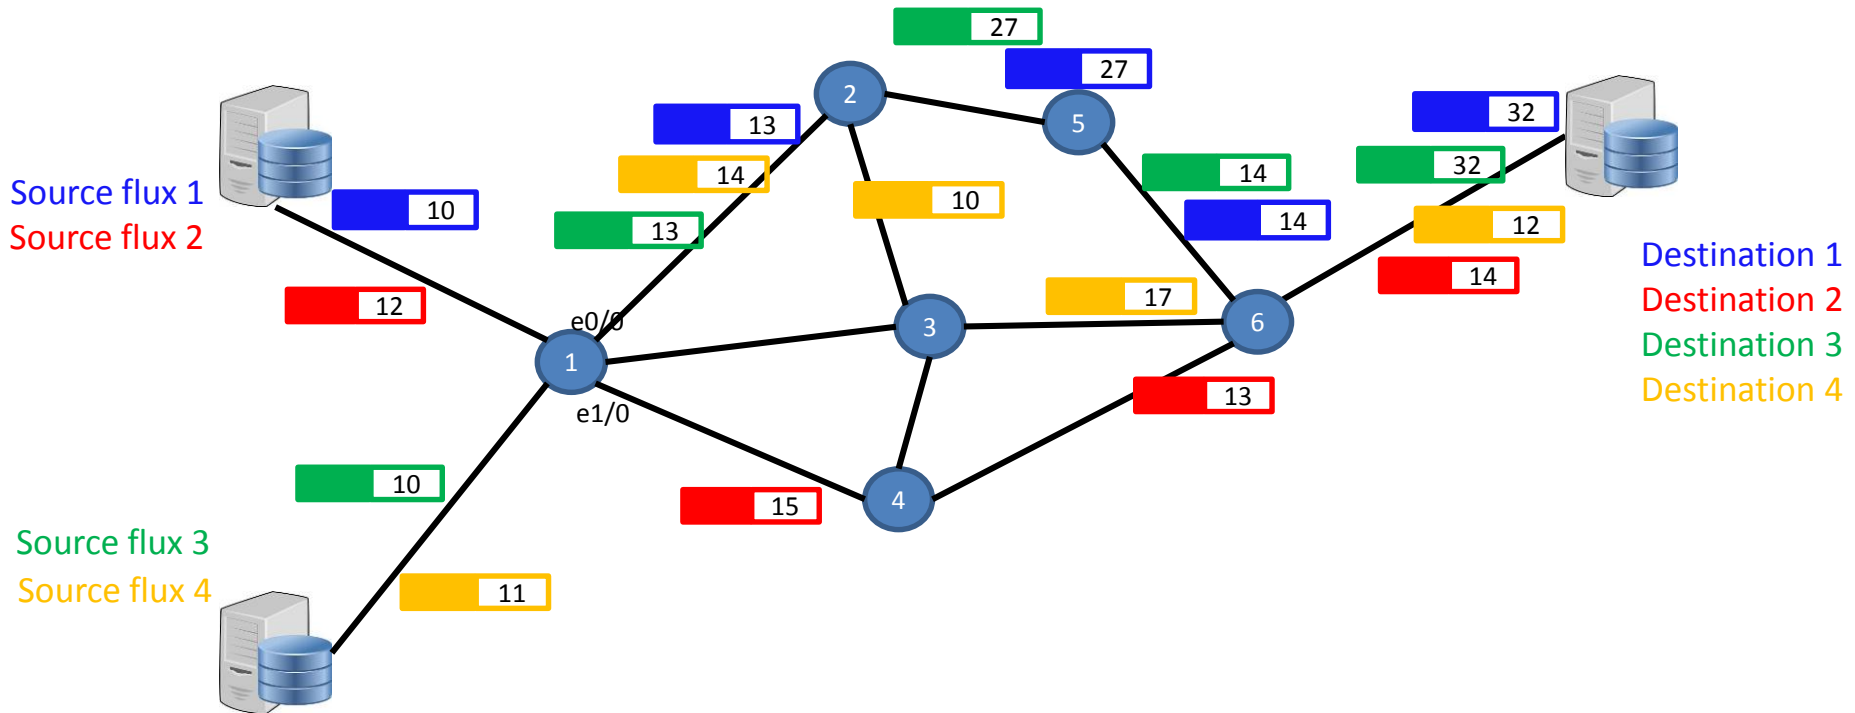 27
27
2
13
5
32
14
14
32
Source flux 1
10
10
13
14
12
Source flux 2
Destination 1
14
12
17
Destination 2
e0/0
3
6
1
Destination 3
e1/0
13
Destination 4
10
4
15
Source flux 3
Source flux 4
11